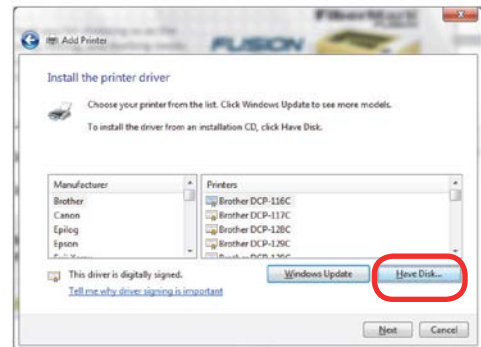 FiberMark
FUSION
Add Printer
Install the printer driver
Choose your printer from the list. Click Windows Update to see more models.
To install the driver from an installation CD, click Have Disk.
Manufacturer
Printers
Brother
Canon
Epilog
Epson
Brother DCP-116C
Brother DCP-117C
Brother DCP-128C
Brother DCP-129C
This driver is digitally signed.
Tell me why driver signing is important
Windows Update
Have Disk...
Next
Cancel